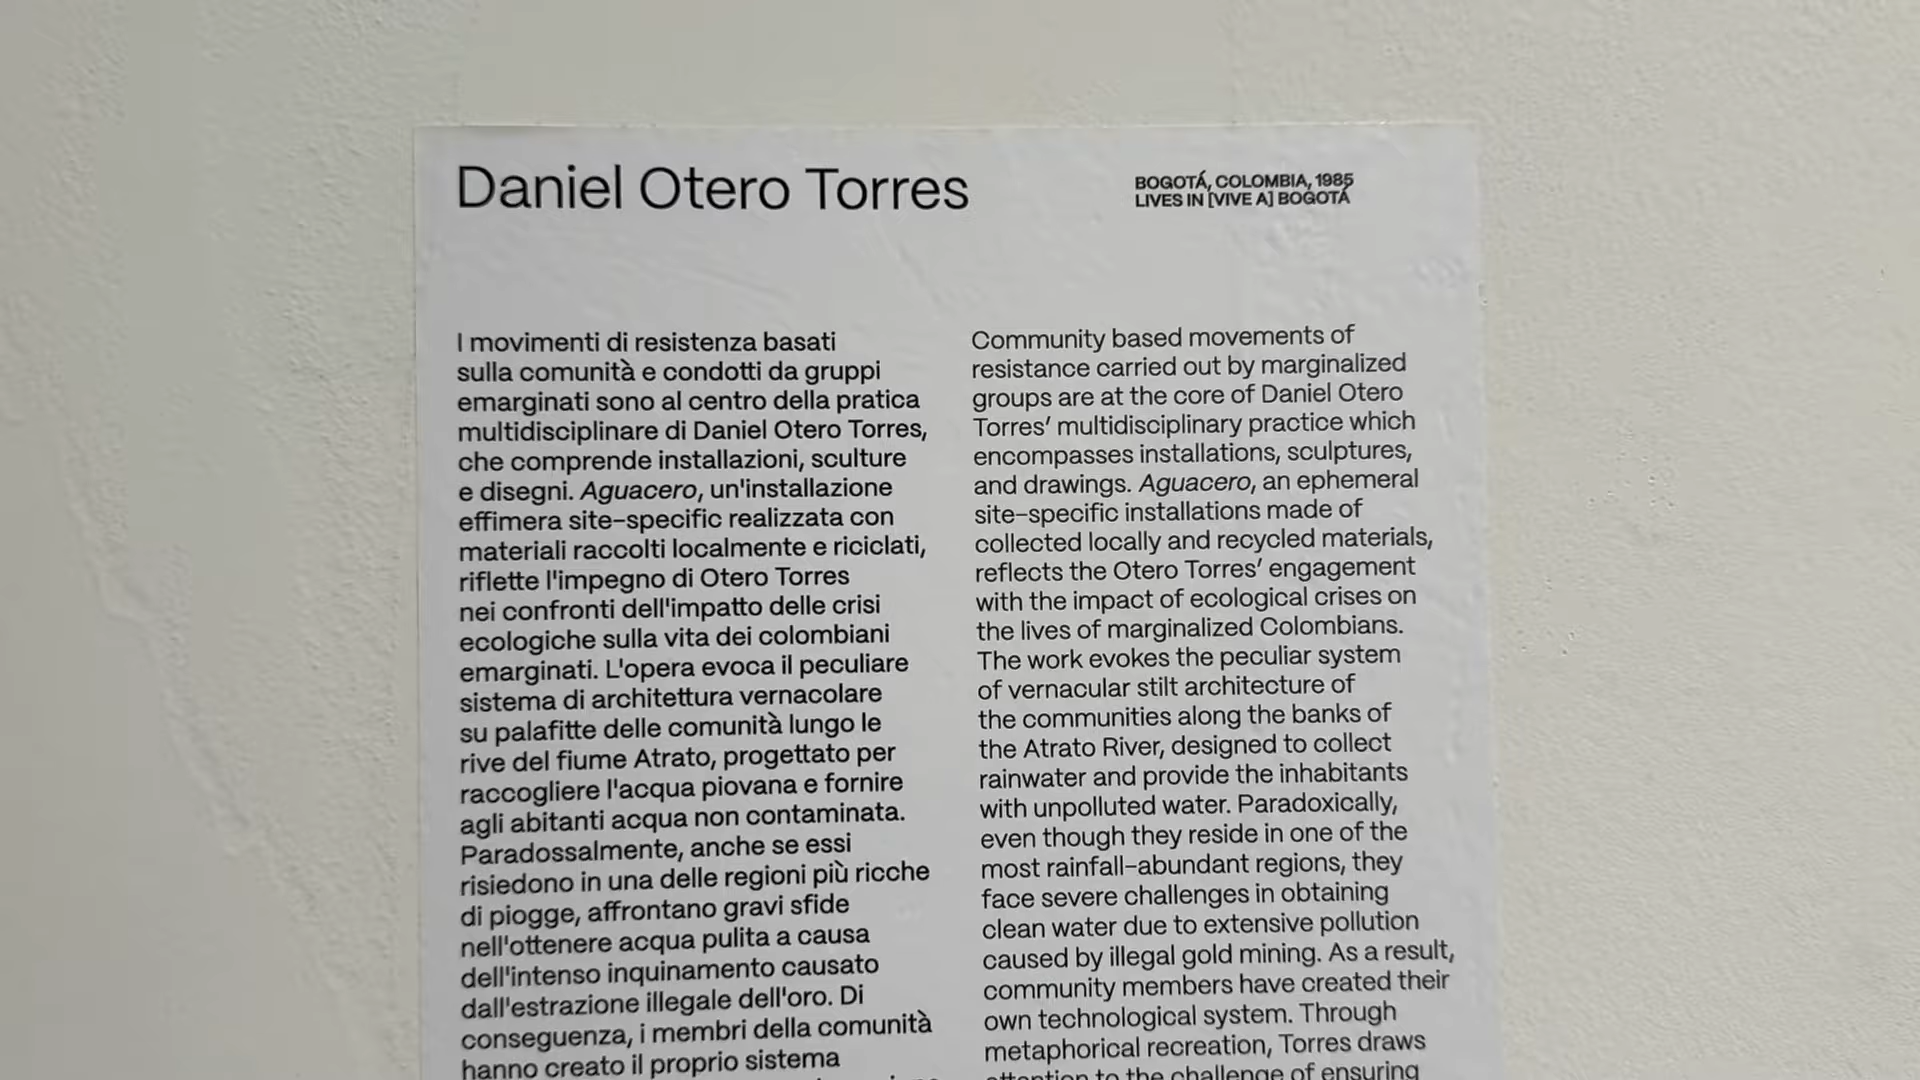 Daniel Otero Torres
BOGOTÁ, COLOMBIA, 1985
LIVES IN [VIVE A] BOGOTÁ
I movimenti di resistenza basati
sulla comunità e condotti da gruppi
emarginati sono al centro della pratica
multidisciplinare di Daniel Otero Torres,
che comprende installazioni, sculture
e disegni. Aguacero, un'installazione
effimera site-specific realizzata con
materiali raccolti localmente e riciclati,
riflette l'impegno di Otero Torres
nei confronti dell'impatto delle crisi
ecologiche sulla vita dei colombiani
emarginati. L'opera evoca il peculiare
sistema di architettura vernacolare
su palafitte delle comunità lungo le
rive del fiume Atrato, progettato per
raccogliere l'acqua piovana e fornire
agli abitanti acqua non contaminata.
Paradossalmente, anche se essi
risiedono in una delle regioni più ricche
di piogge, affrontano gravi sfide
nell'ottenere acqua pulita a causa
dell'intenso inquinamento causato
dall'estrazione illegale dell'oro. Di
conseguenza, i membri della comunità
hanno creato il proprio sistema
Community based movements of
resistance carried out by marginalized
groups are at the core of Daniel Otero
Torres' multidisciplinary practice which
encompasses installations, sculptures,
and drawings. Aguacero, an ephemeral
site-specific installations made of
collected locally and recycled materials,
reflects the Otero Torres' engagement
with the impact of ecological crises on
the lives of marginalized Colombians.
The work evokes the peculiar system
of vernacular stilt architecture of
the communities along the banks of
the Atrato River, designed to collect
rainwater and provide the inhabitants
with unpolluted water. Paradoxically,
even though they reside in one of the
most rainfall-abundant regions, they
face severe challenges in obtaining
clean water due to extensive pollution
caused by illegal gold mining. As a result,
community members have created their
own technological system. Through
metaphorical recreation, Torres draws
attention to the challenge of ensuring